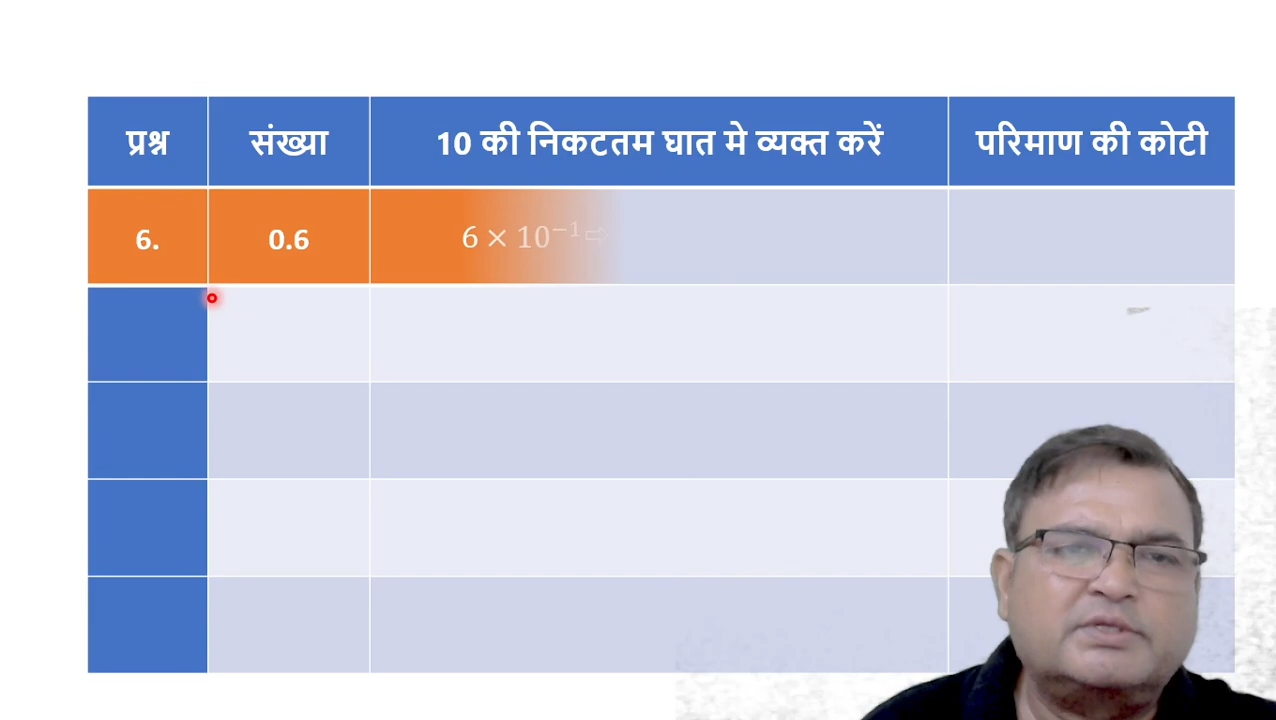 प्रश्न संख्या 10 की निकटतम घात मे व्यक्त करें परिमाण की कोटी
6. 0.6 6 × 10⁻¹ ⇨